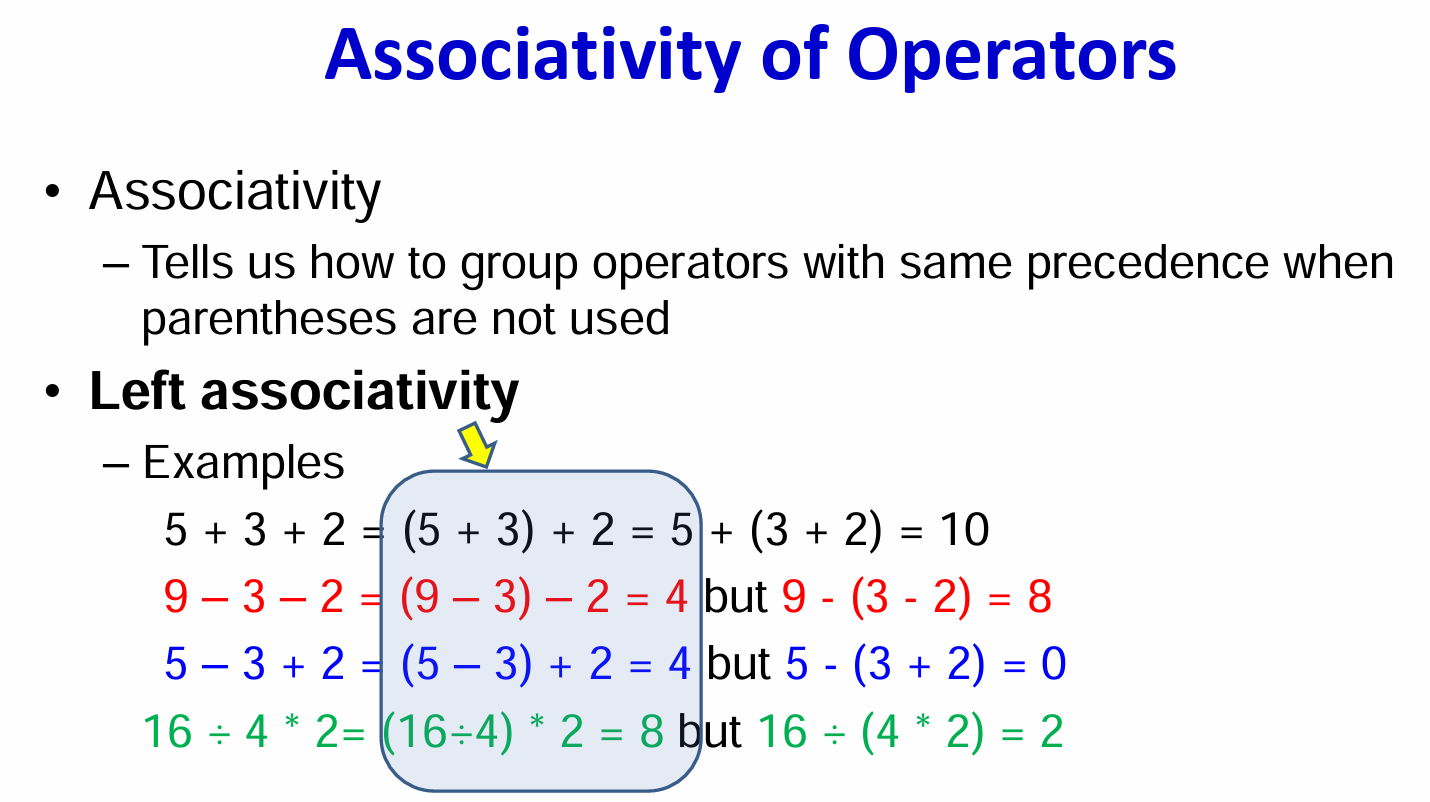 Associativity of Operators
• Associativity
– Tells us how to group operators with same precedence when
parentheses are not used
• Left associativity
– Examples
5 + 3 + 2 = (5 + 3) + 2 = 5 + (3 + 2) = 10
9 – 3 – 2 = (9 – 3) – 2 = 4 but 9 - (3 - 2) = 8
5 – 3 + 2 = (5 – 3) + 2 = 4 but 5 - (3 + 2) = 0
16 ÷ 4 * 2= (16÷4) * 2 = 8 but 16 ÷ (4 * 2) = 2